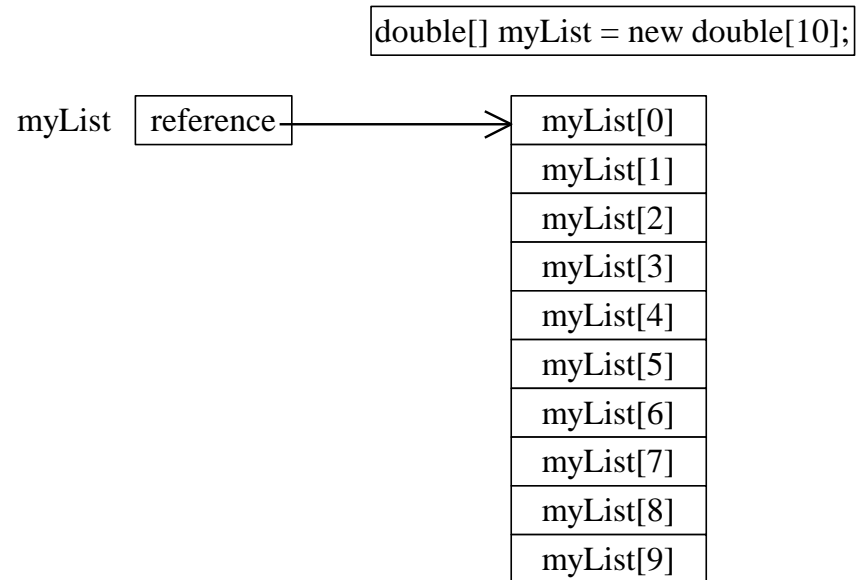 double[] myList = new double[10];
myList reference myList[0]
myList[1]
myList[2]
myList[3]
myList[4]
myList[5]
myList[6]
myList[7]
myList[8]
myList[9]